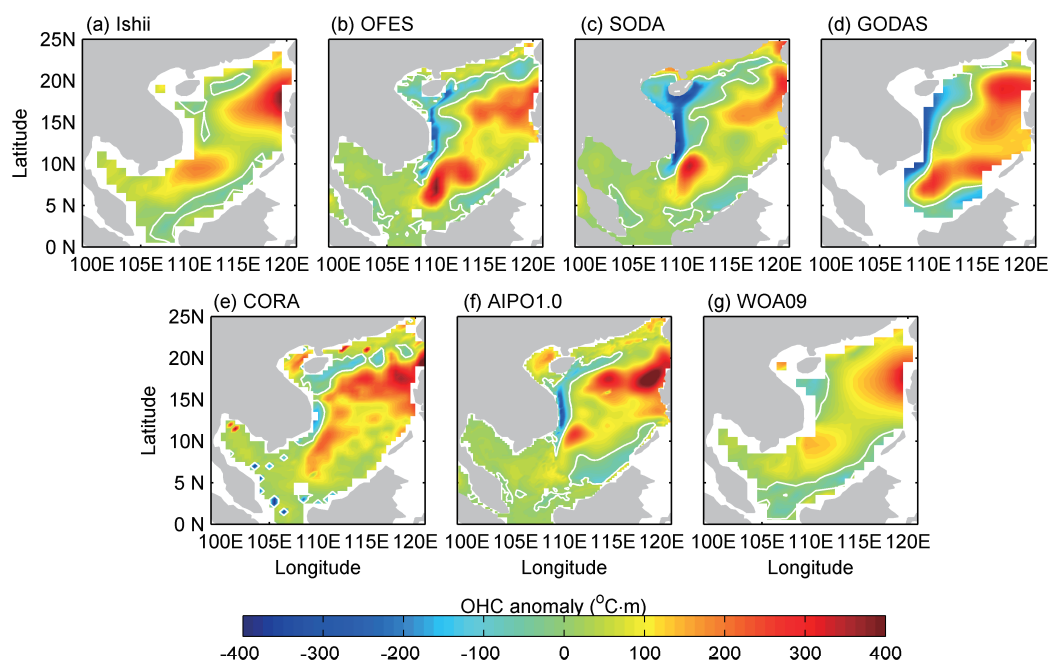 (a) Ishii (b) OFES (c) SODA (d) GODAS
25N
20N
15N
10N
5 N
0 N
Latitude
100E 105E 110E 115E 120E 100E 105E 110E 115E 120E 100E 105E 110E 115E 120E 100E 105E 110E 115E 120E
(e) CORA (f) AIPO1.0 (g) WOA09
25N
20N
15N
10N
5 N
0 N
Latitude
100E 105E 110E 115E 120E 100E 105E 110E 115E 120E 100E 105E 110E 115E 120E
Longitude Longitude Longitude
OHC anomaly (°C·m)
-400 -300 -200 -100 0 100 200 300 400